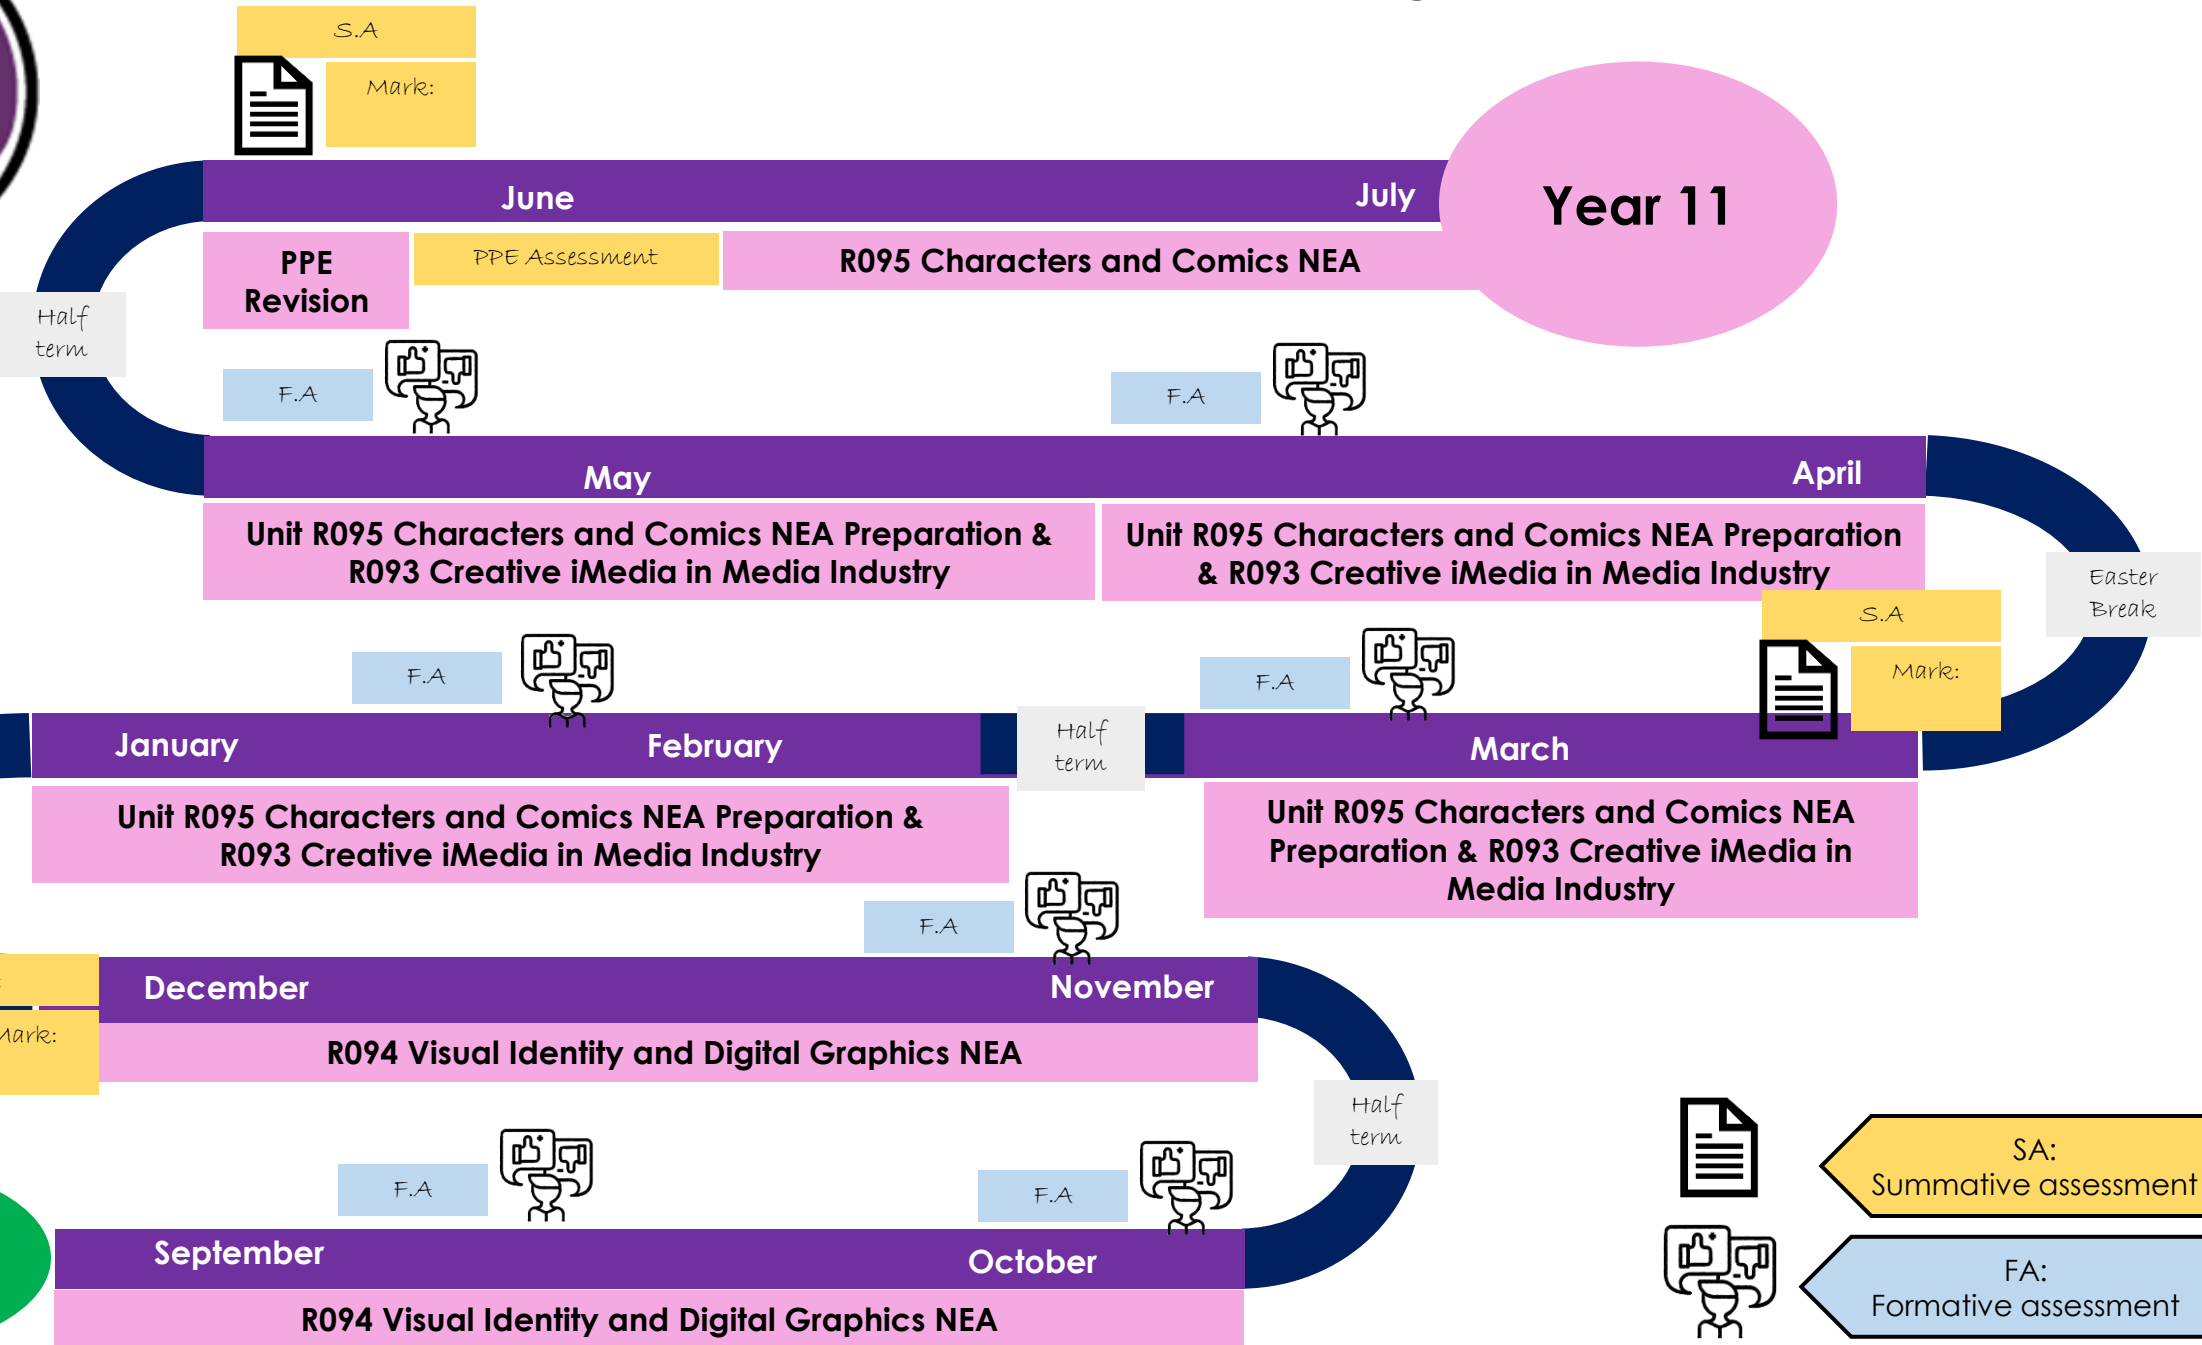 S.A
Mark:
June
July
Year 11
PPE
Revision
PPE Assessment
R095 Characters and Comics NEA
Half
term
F.A
F.A
May
April
Unit R095 Characters and Comics NEA Preparation &
R093 Creative iMedia in Media Industry
Unit R095 Characters and Comics NEA Preparation
& R093 Creative iMedia in Media Industry
Easter
Break
S.A
Mark:
F.A
F.A
January
February
Half
term
March
Unit R095 Characters and Comics NEA Preparation &
R093 Creative iMedia in Media Industry
Unit R095 Characters and Comics NEA
Preparation & R093 Creative iMedia in
Media Industry
F.A
December
November
Mark:
R094 Visual Identity and Digital Graphics NEA
Half
term
F.A
F.A
September
October
R094 Visual Identity and Digital Graphics NEA
SA:
Summative assessment
FA:
Formative assessment